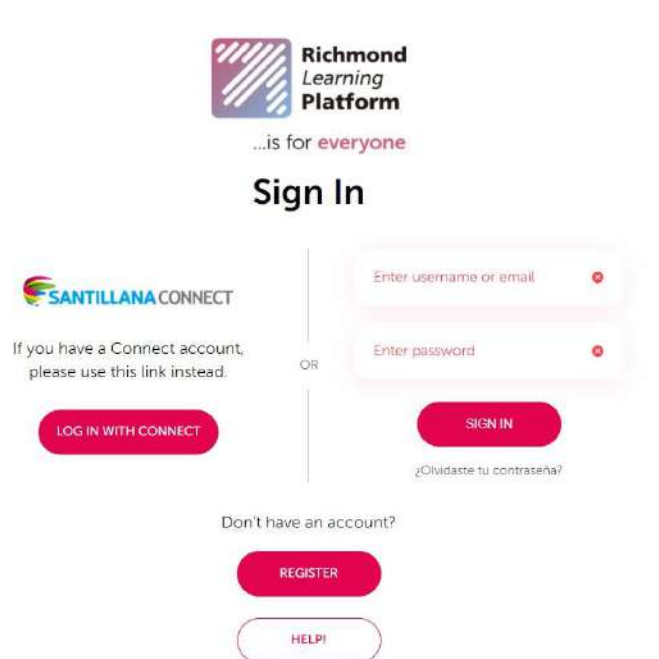 Richmond
Learning
Platform
...is for everyone
Sign In
SANTILLANA CONNECT
If you have a Connect account,
please use this link instead.
LOG IN WITH CONNECT
OR
Enter username or email
Enter password
SIGN IN
¿Olvidaste tu contraseña?
Don't have an account?
REGISTER
HELP!